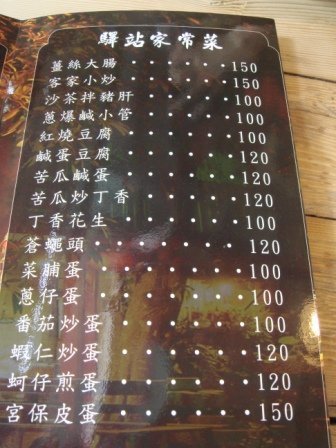 驛站家常菜
薑絲大腸······150
客家小炒······150
沙茶拌豬肝·····100
蔥爆鹹小管·····100
紅燒豆腐······100
鹹蛋豆腐······120
苦瓜鹹蛋······120
苦瓜炒丁香·····120
丁香花生······100
蒼蠅頭·······120
菜脯蛋·······100
蔥仔蛋·······100
番茄炒蛋······100
蝦仁炒蛋······120
蚵仔煎蛋······120
宮保皮蛋······150